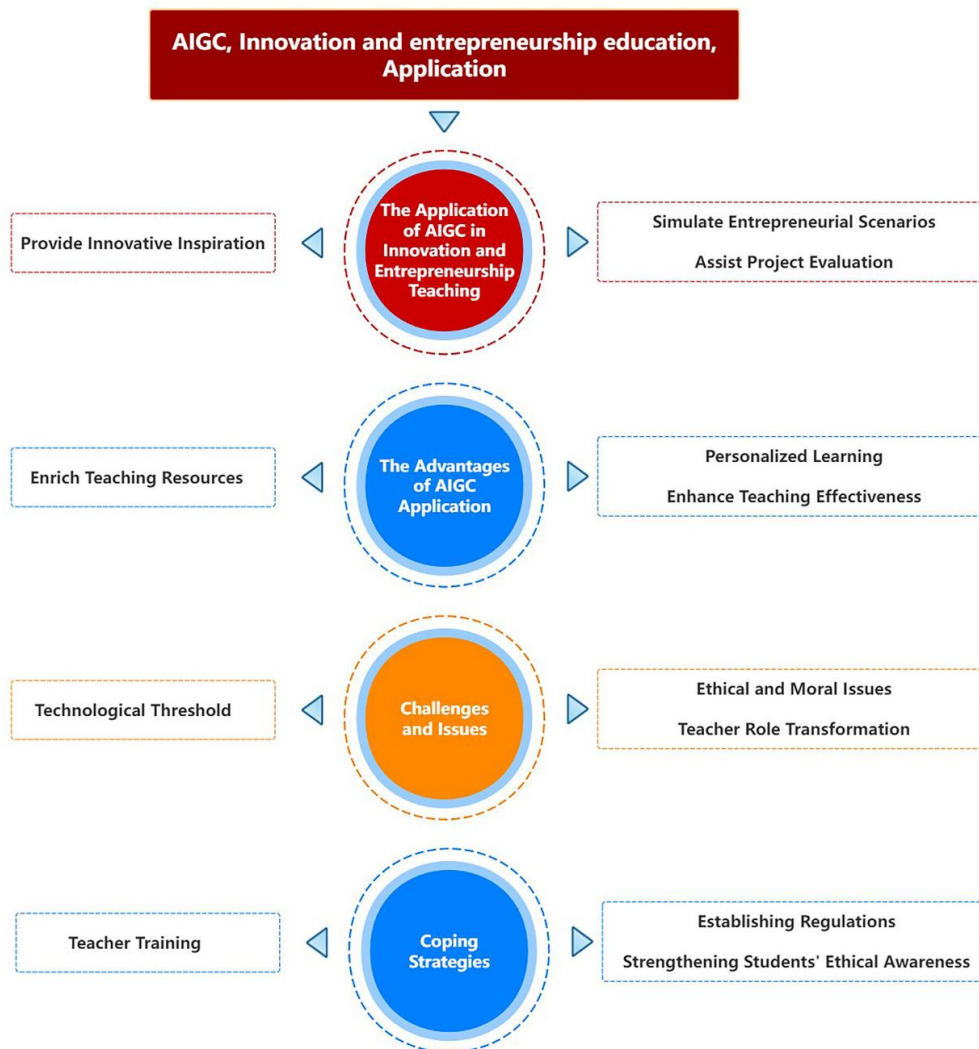 AIGC, Innovation and entrepreneurship education,
Application
The Application
of AIGC in
Innovation and
Entrepreneurship
Teaching
Provide Innovative Inspiration
Simulate Entrepreneurial Scenarios
Assist Project Evaluation
The Advantages
of AIGC
Application
Enrich Teaching Resources
Personalized Learning
Enhance Teaching Effectiveness
Challenges
and Issues
Technological Threshold
Ethical and Moral Issues
Teacher Role Transformation
Coping
Strategies
Teacher Training
Establishing Regulations
Strengthening Students' Ethical Awareness